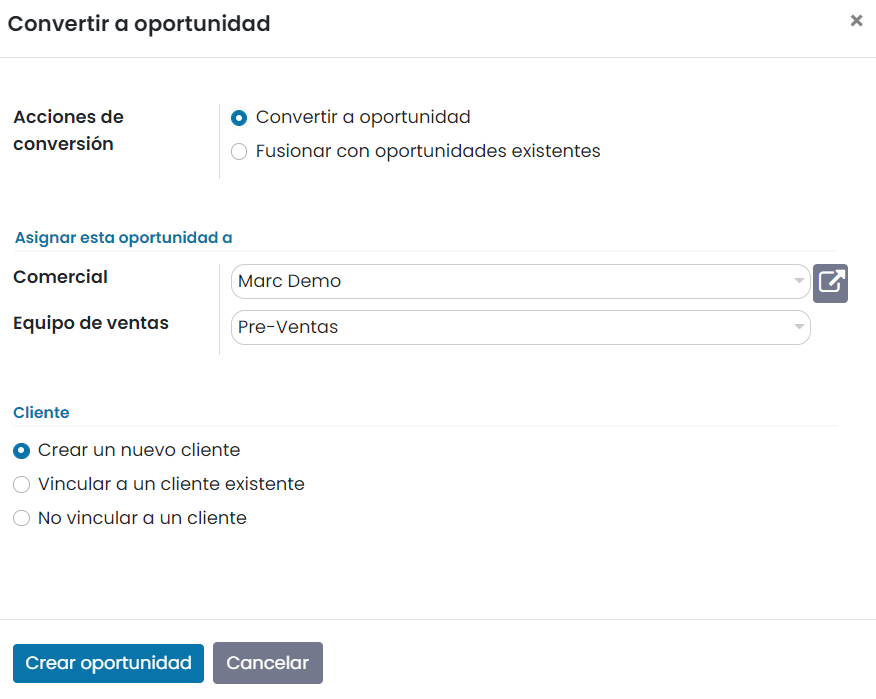 Convertir a oportunidad
Acciones de
conversión
Convertir a oportunidad
Fusionar con oportunidades existentes
Asignar esta oportunidad a
Comercial
Marc Demo
Equipo de ventas
Pre-Ventas
Cliente
Crear un nuevo cliente
Vincular a un cliente existente
No vincular a un cliente
Crear oportunidad
Cancelar